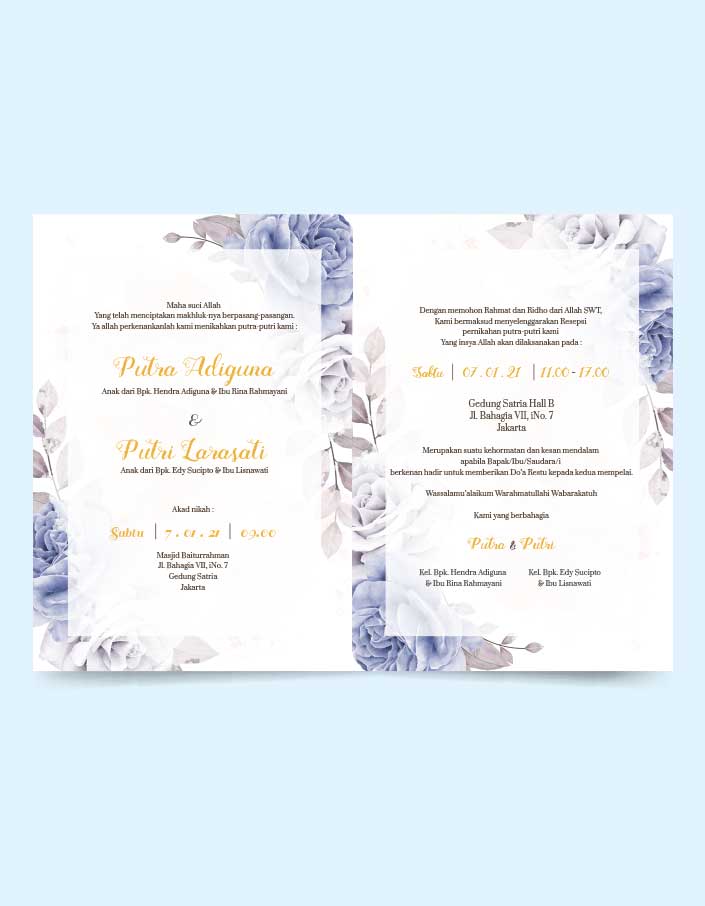 Maha suci Allah
Yang telah menciptakan makhluk-nya berpasang-pasangan.
Ya allah perkenankanlah kami menikahkan putra-putri kami :
Putra Adiguna
Anak dari Bpk. Hendra Adiguna & Ibu Rina Rahmayani
&
Putri Larasati
Anak dari Bpk. Edy Sucipto & Ibu Lisnawati
Akad nikah :
Sabtu | 7 . 01 . 21 | 09.00
Masjid Baiturrahman
Jl. Bahagia VII, iNo. 7
Gedung Satria
Jakarta
Dengan memohon Rahmat dan Ridho dari Allah SWT,
Kami bermaksud menyelenggarakan Resepsi
pernikahan putra-putri kami
Yang insya Allah akan dilaksanakan pada :
Sabtu | 07 . 01 . 21 | 11.00 - 17.00
Gedung Satria Hall B
Jl. Bahagia VII, iNo. 7
Jakarta
Merupakan suatu kehormatan dan kesan mendalam
apabila Bapak/Ibu/Saudara/i
berkenan hadir untuk memberikan Do'a Restu kepada kedua mempelai.
Wassalamu'alaikum Warahmatullahi Wabarakatuh
Kami yang berbahagia
Putra & Putri
Kel. Bpk. Hendra Adiguna Kel. Bpk. Edy Sucipto
& Ibu Rina Rahmayani & Ibu Lisnawati